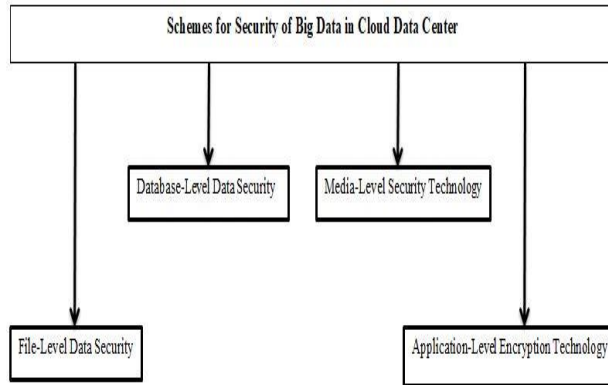 Schemes for Security of Big Data in Cloud Data Center
Database-Level Data Security
Media-Level Security Technology
File-Level Data Security
Application-Level Encryption Technology